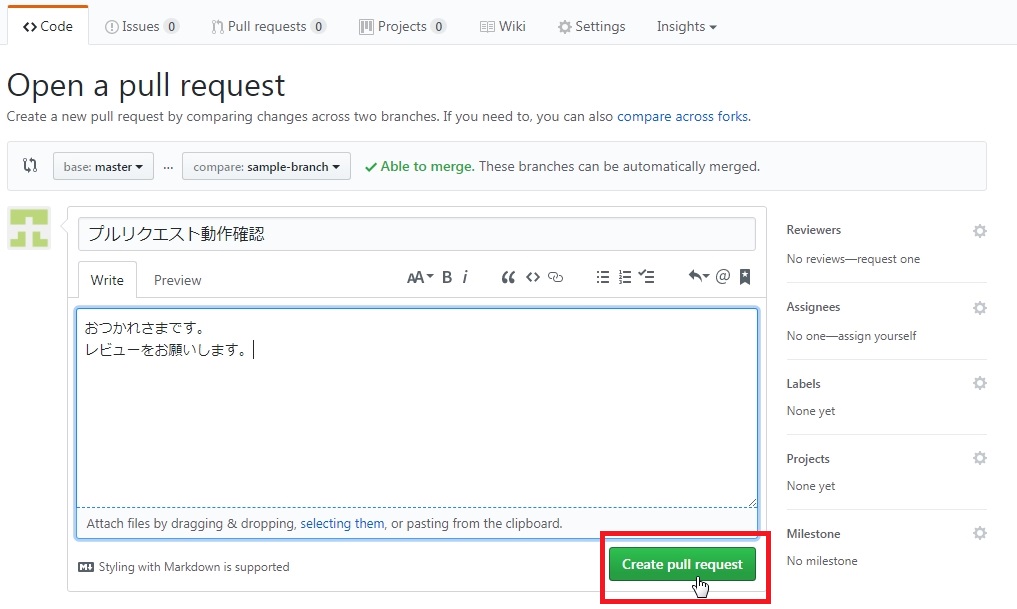 Code Issues 0 Pull requests 0 Projects 0 Wiki Settings Insights
Open a pull request
Create a new pull request by comparing changes across two branches. If you need to, you can also compare across forks.
base: master ... compare: sample-branch Able to merge. These branches can be automatically merged.
プルリクエスト動作確認
Write Preview AA B i “ <> @
おつかれさまです。
レビューをお願いします。
Attach files by dragging & dropping, selecting them, or pasting from the clipboard.
Styling with Markdown is supported
Create pull request
Reviewers
No reviews—request one
Assignees
No one—assign yourself
Labels
None yet
Projects
None yet
Milestone
No milestone